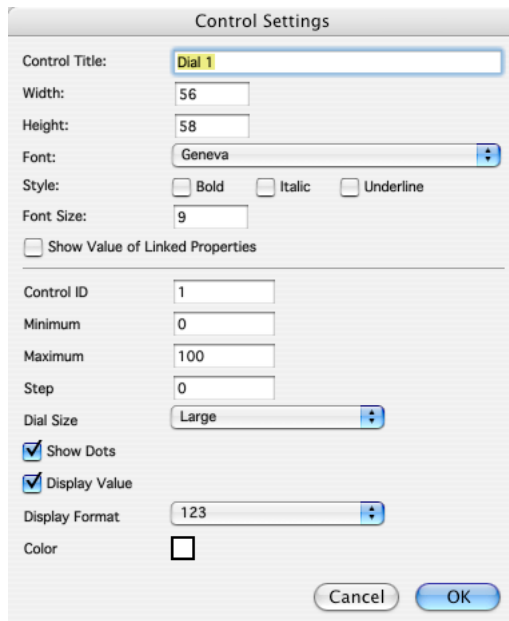 Control Settings
Control Title: Dial 1
Width: 56
Height: 58
Font: Geneva
Style: Bold Italic Underline
Font Size: 9
Show Value of Linked Properties
Control ID 1
Minimum 0
Maximum 100
Step 0
Dial Size Large
Show Dots
Display Value
Display Format 123
Color
Cancel OK